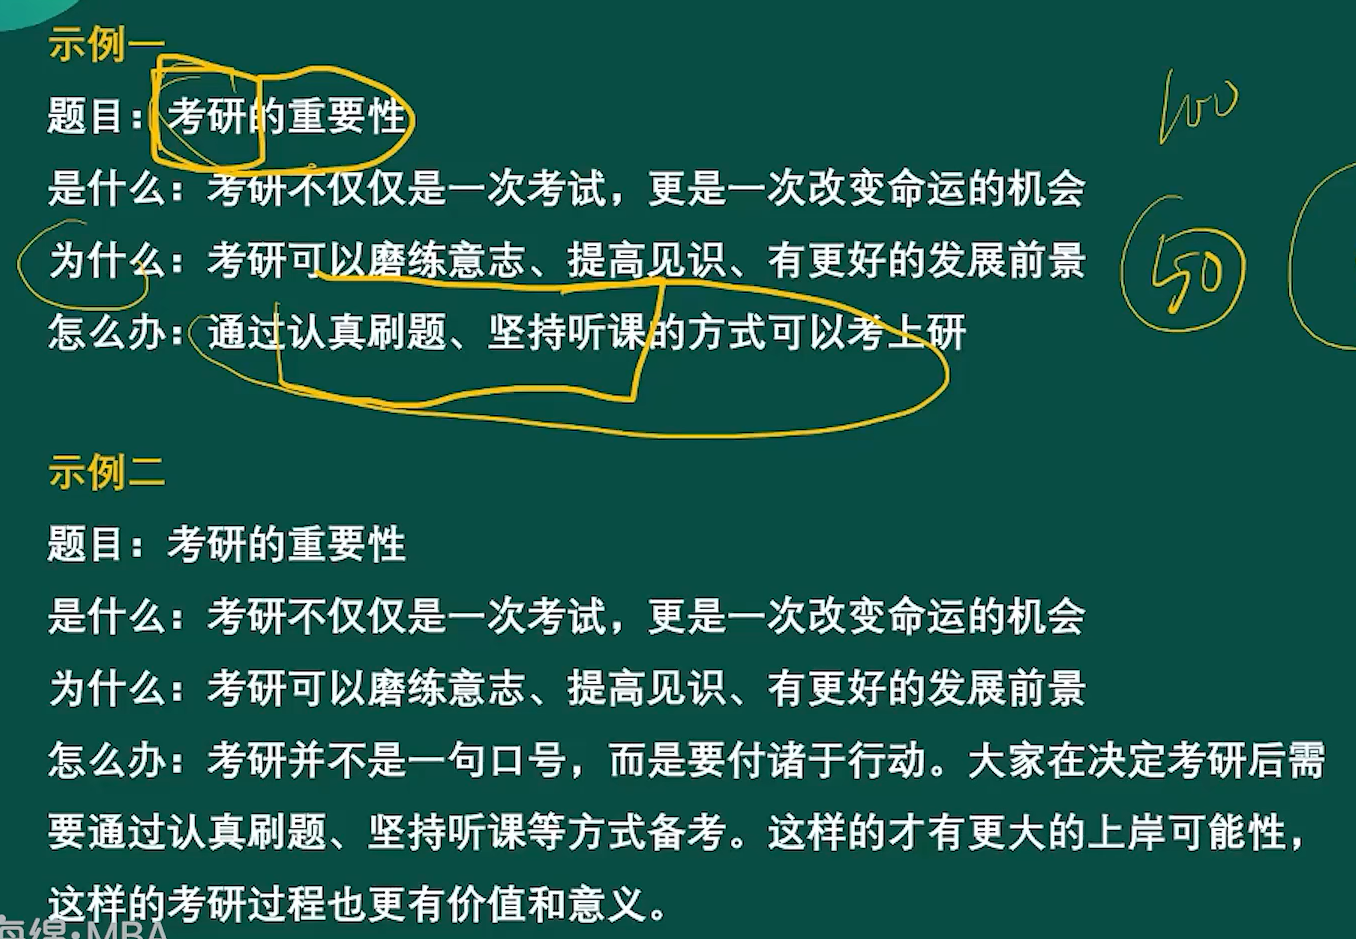 示例一
题目：考研的重要性
100
是什么：考研不仅仅是一次考试，更是一次改变命运的机会
为什么：考研可以磨练意志、提高见识、有更好的发展前景
50
怎么办：通过认真刷题、坚持听课的方式可以考上研
示例二
题目：考研的重要性
是什么：考研不仅仅是一次考试，更是一次改变命运的机会
为什么：考研可以磨练意志、提高见识、有更好的发展前景
怎么办：考研并不是一句口号，而是要付诸于行动。大家在决定考研后需
要通过认真刷题、坚持听课等方式备考。这样的才有更大的上岸可能性，
这样的考研过程也更有价值和意义。
海绵·MBA